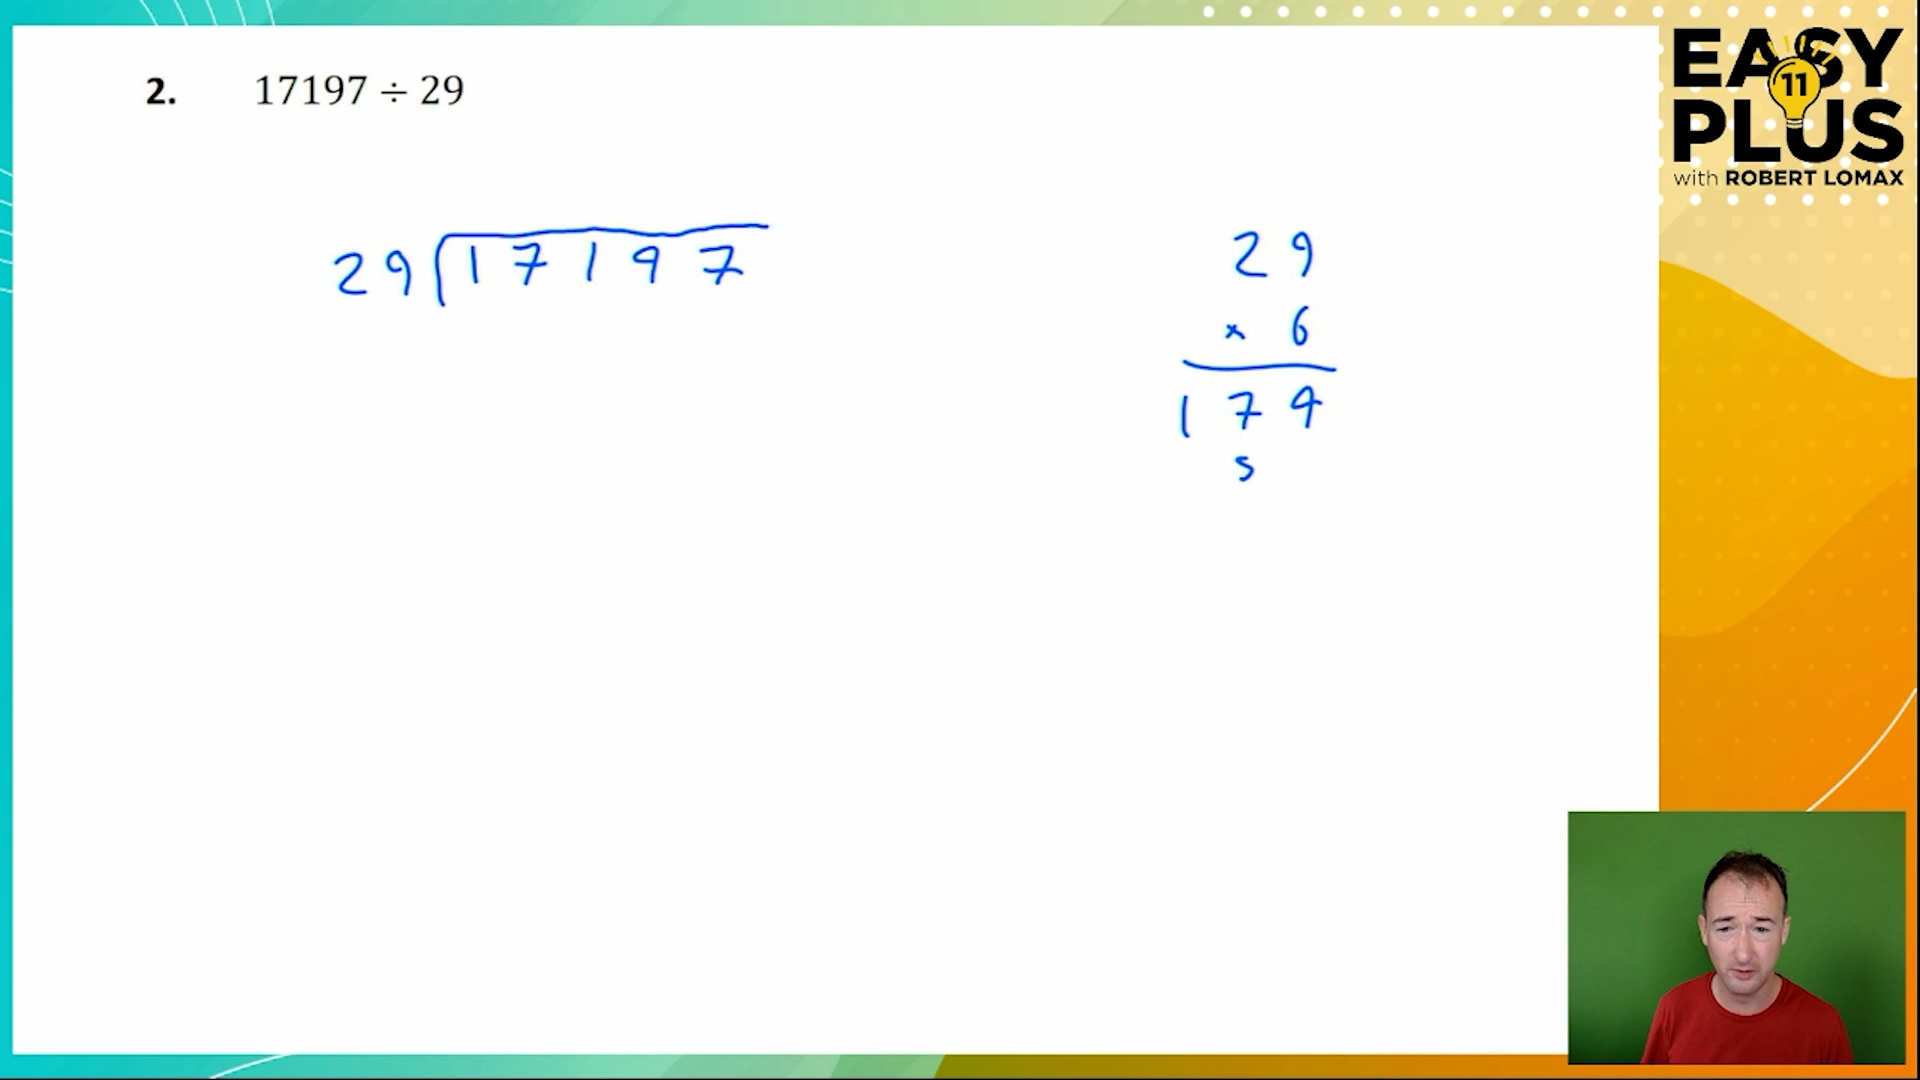 2. 17197 ÷ 29
29 17197
29
× 6
174
5
EASY
11
PLUS
with ROBERT LOMAX